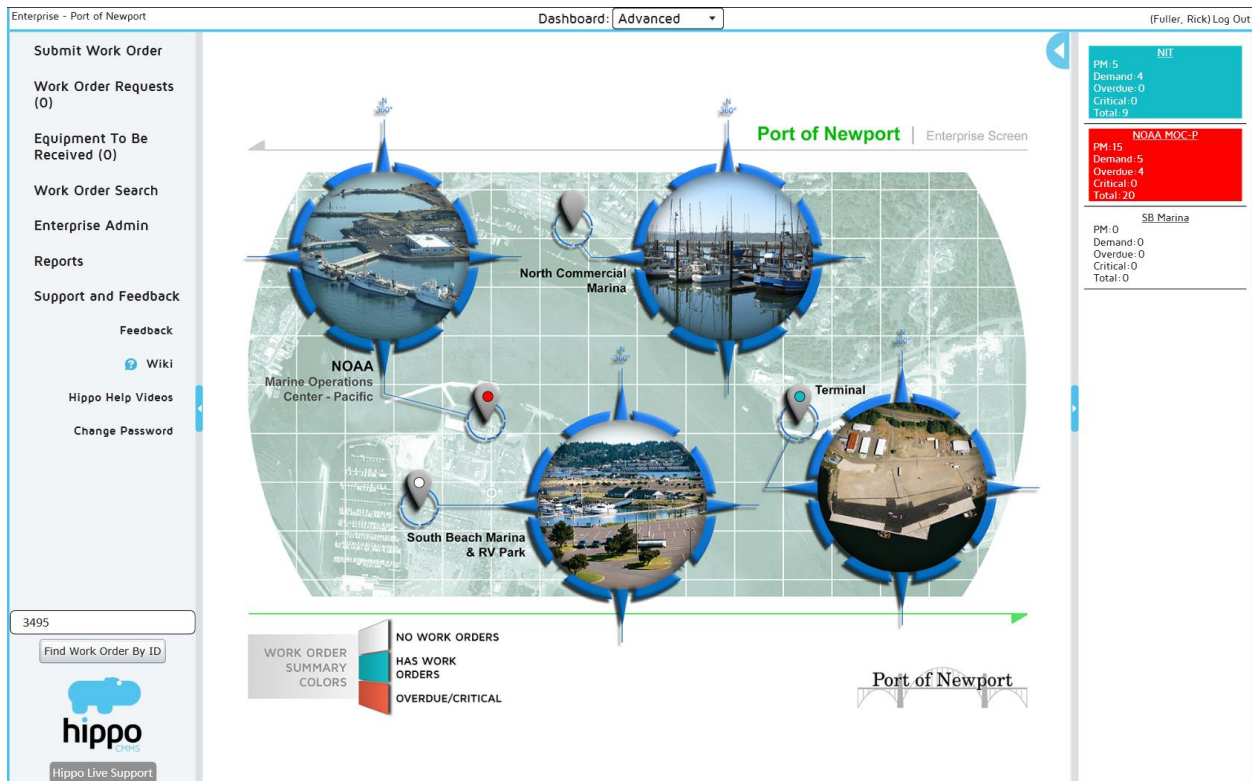 Enterprise - Port of Newport
Dashboard: Advanced
(Fuller, Rick) Log Out
Submit Work Order
Work Order Requests
(0)
Equipment To Be
Received (0)
Work Order Search
Enterprise Admin
Reports
Support and Feedback
Feedback
Wiki
Hippo Help Videos
Change Password
3495
Find Work Order By ID
hippo
CMMS
Hippo Live Support
Port of Newport | Enterprise Screen
N
360°
N
360°
North Commercial
Marina
NOAA
Marine Operations
Center - Pacific
N
360°
N
360°
Terminal
South Beach Marina
& RV Park
WORK ORDER
SUMMARY
COLORS
NO WORK ORDERS
HAS WORK
ORDERS
OVERDUE/CRITICAL
Port of Newport
NIT
PM:5
Demand:4
Overdue:0
Critical:0
Total:9
NOAA MOC-P
PM:15
Demand:5
Overdue:4
Critical:0
Total:20
SB Marina
PM:0
Demand:0
Overdue:0
Critical:0
Total:0